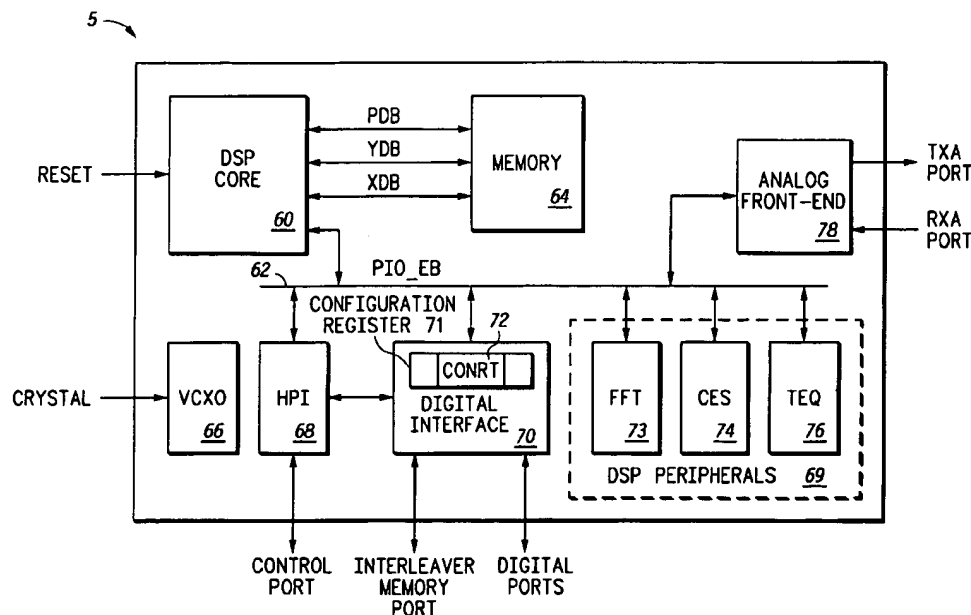 5
PDB
YDB
XDB
DSP
CORE
60
MEMORY
64
RESET
ANALOG
FRONT-END
78
TXA
PORT
RXA
PORT
62
PIO_EB
CONFIGURATION
REGISTER 71
72
CONRT
DIGITAL
INTERFACE
70
CRYSTAL
VCXO
66
HPI
68
FFT
73
CES
74
TEQ
76
DSP PERIPHERALS 69
CONTROL
PORT
INTERLEAVER
MEMORY
PORT
DIGITAL
PORTS